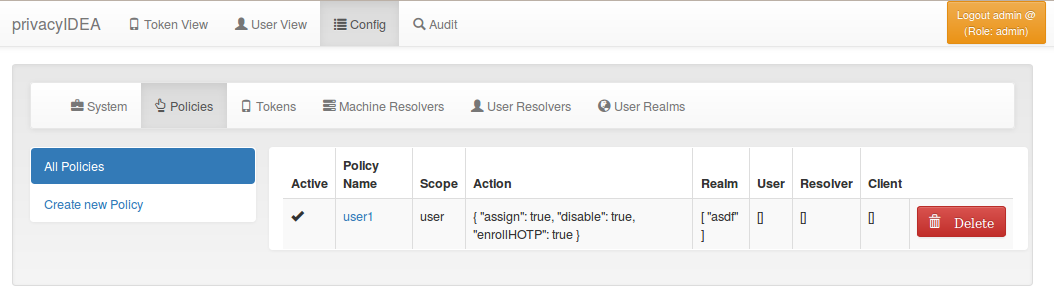 privacyIDEA Token View User View Config Audit
Logout admin @
(Role: admin)
System Policies Tokens Machine Resolvers User Resolvers User Realms
All Policies
Create new Policy
Active Policy Name Scope Action Realm User Resolver Client
user1 user { "assign": true, "disable": true, [ "asdf" [] [] [] Delete
"enrollHOTP": true } ]